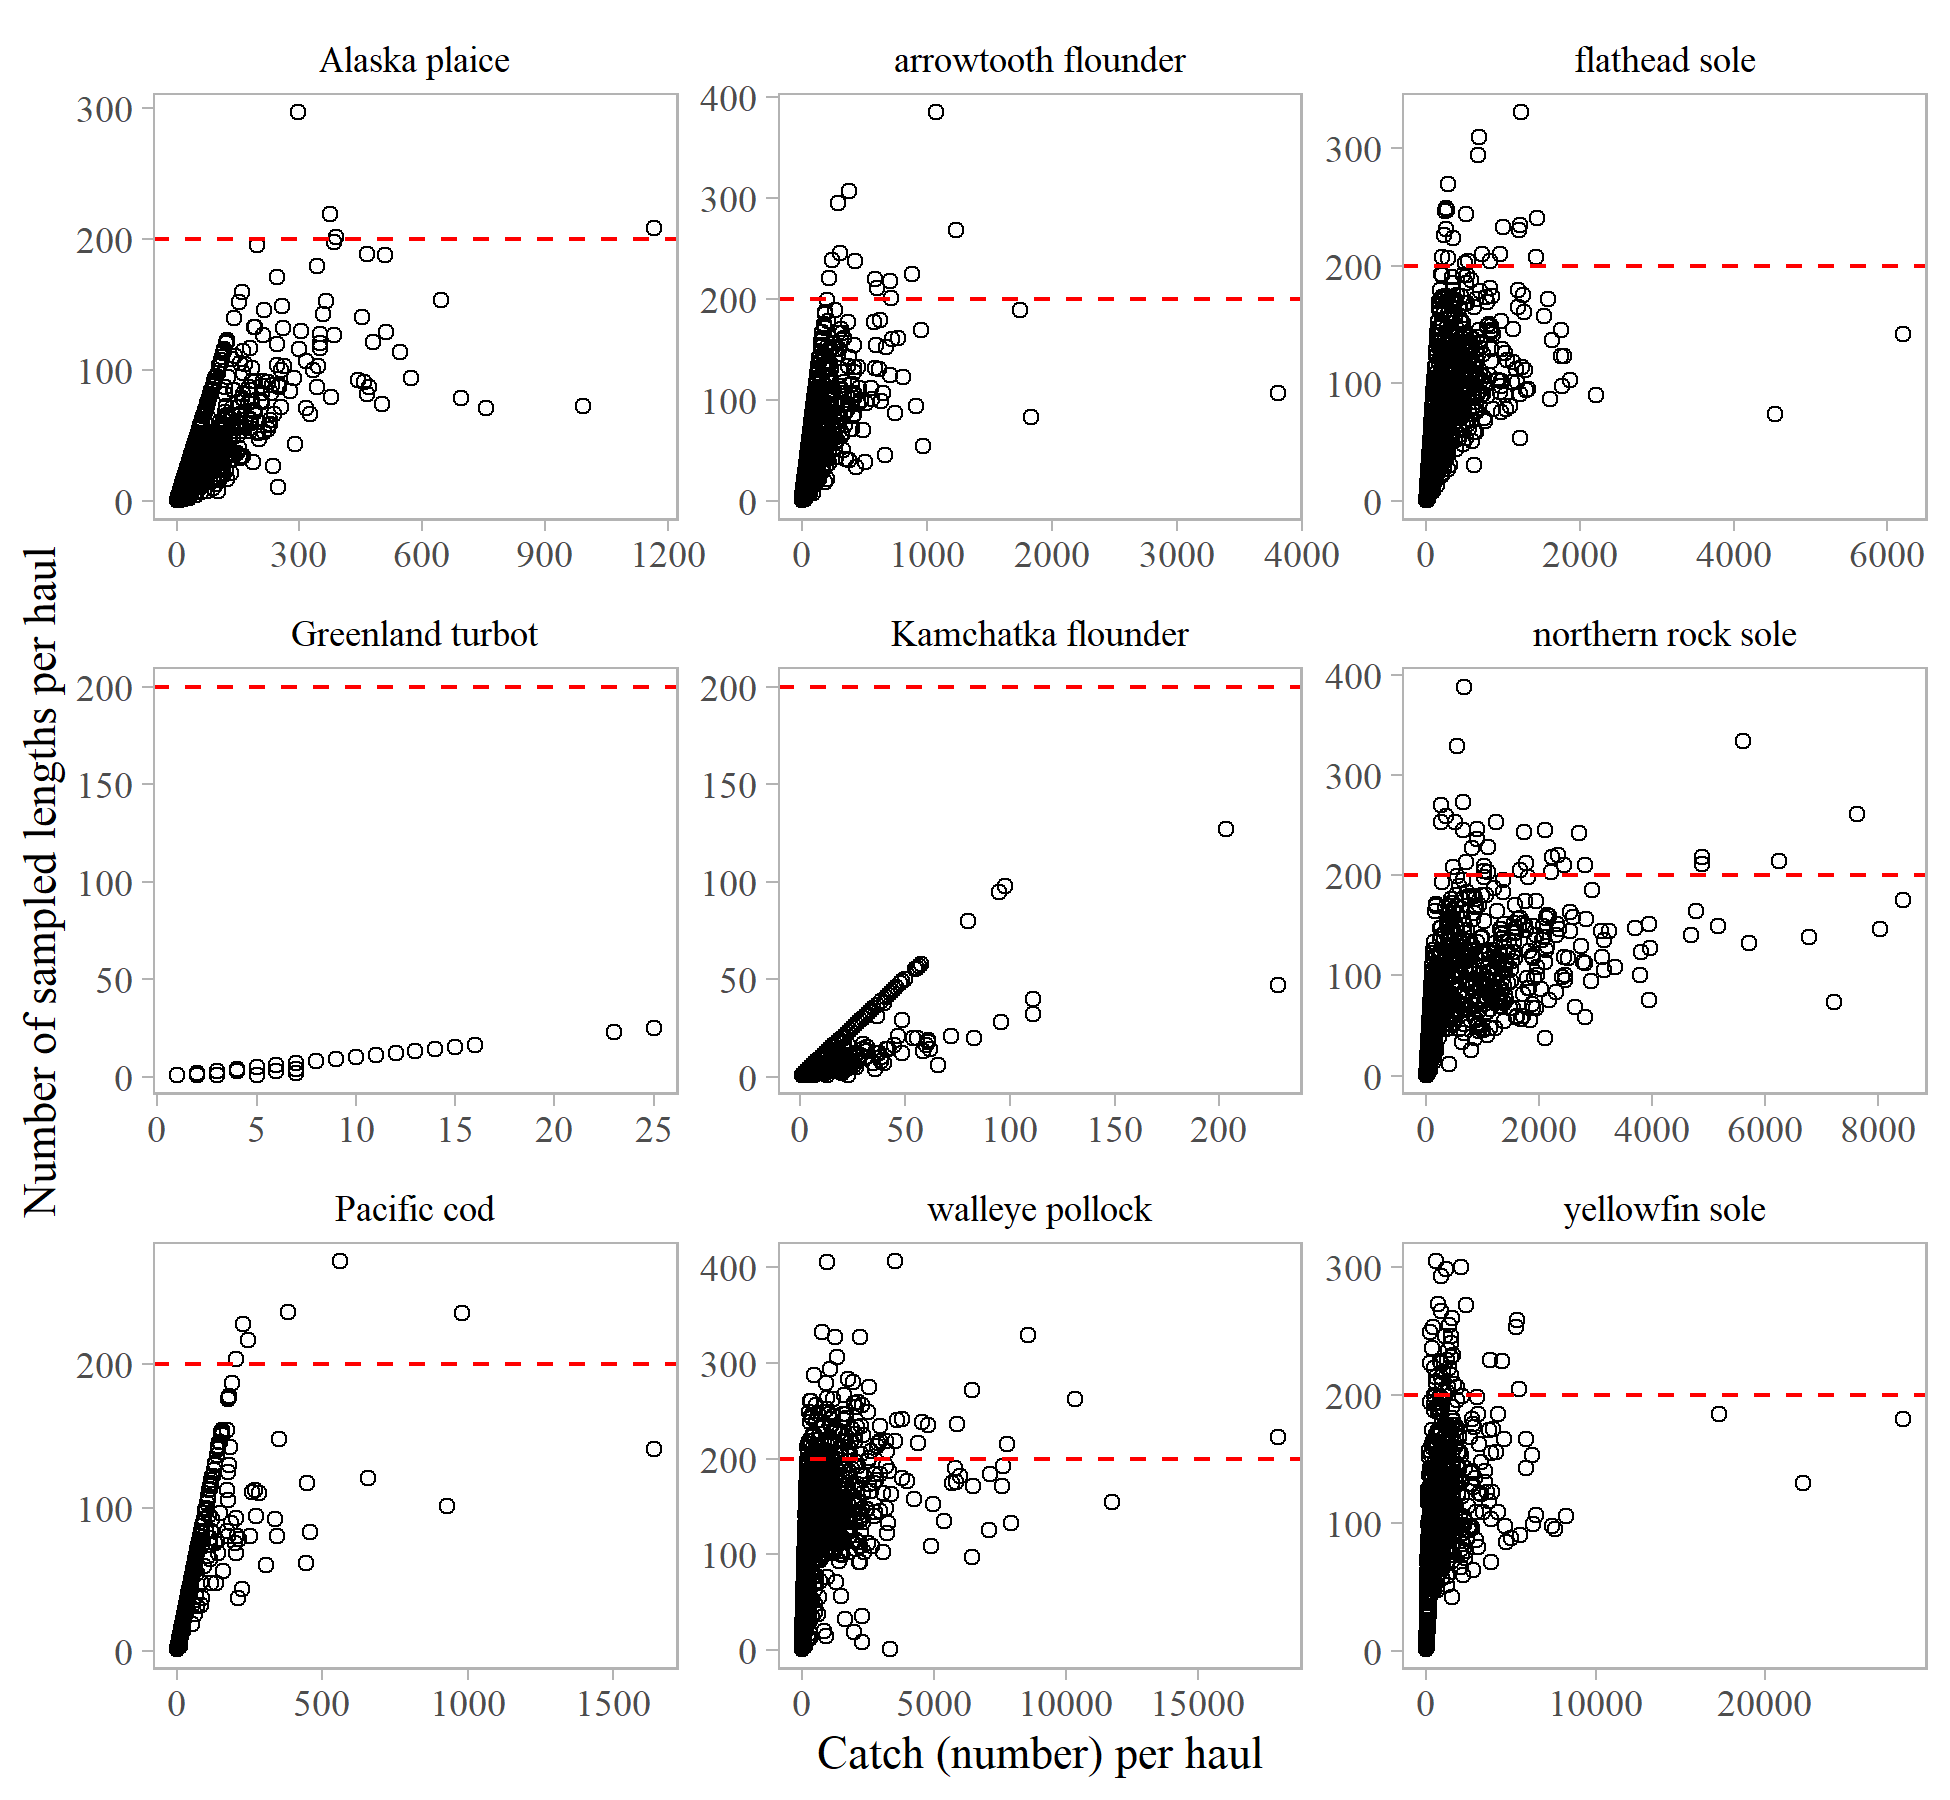 Alaska plaice
arrowtooth flounder
flathead sole
300
200
100
0
0 300 600 900 1200
400
300
200
100
0
0 1000 2000 3000 4000
300
200
100
0
0 2000 4000 6000
Greenland turbot
Kamchatka flounder
northern rock sole
200
150
100
50
0
0 5 10 15 20 25
200
150
100
50
0
0 50 100 150 200
400
300
200
100
0
0 2000 4000 6000 8000
Pacific cod
walleye pollock
yellowfin sole
200
100
0
0 500 1000 1500
400
300
200
100
0
0 5000 10000 15000
300
200
100
0
0 10000 20000
Number of sampled lengths per haul
Catch (number) per haul